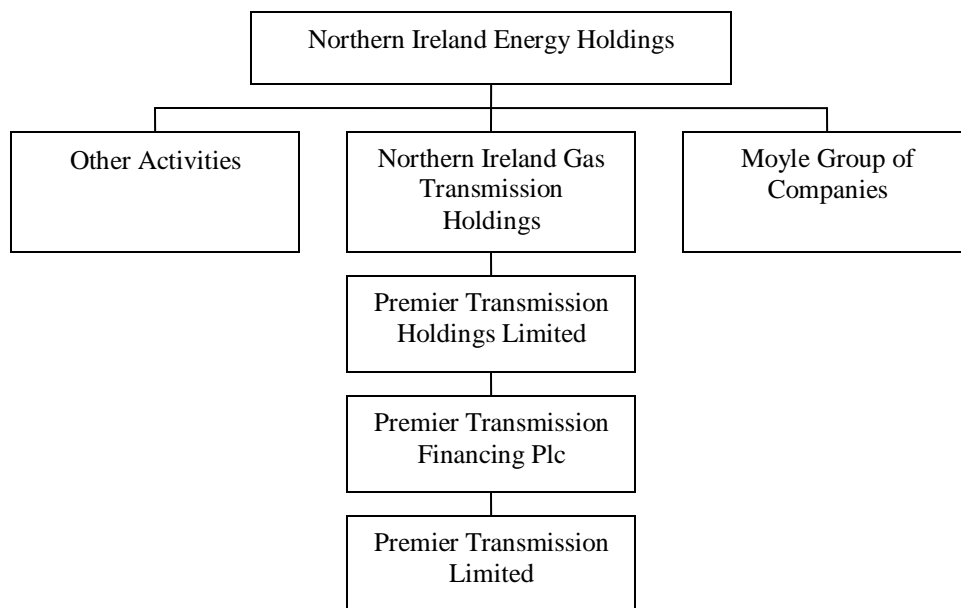 Northern Ireland Energy Holdings
Other Activities
Northern Ireland Gas
Transmission
Holdings
Moyle Group of
Companies
Premier Transmission
Holdings Limited
Premier Transmission
Financing Plc
Premier Transmission
Limited